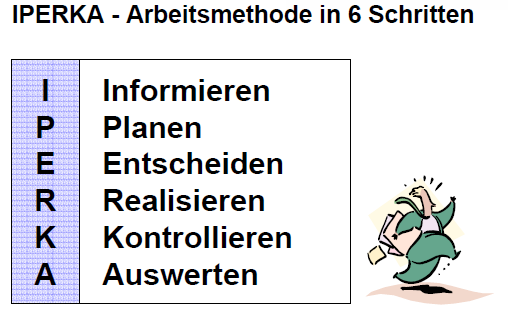 IPERKA - Arbeitsmethode in 6 Schritten
I Informieren
P Planen
E Entscheiden
R Realisieren
K Kontrollieren
A Auswerten